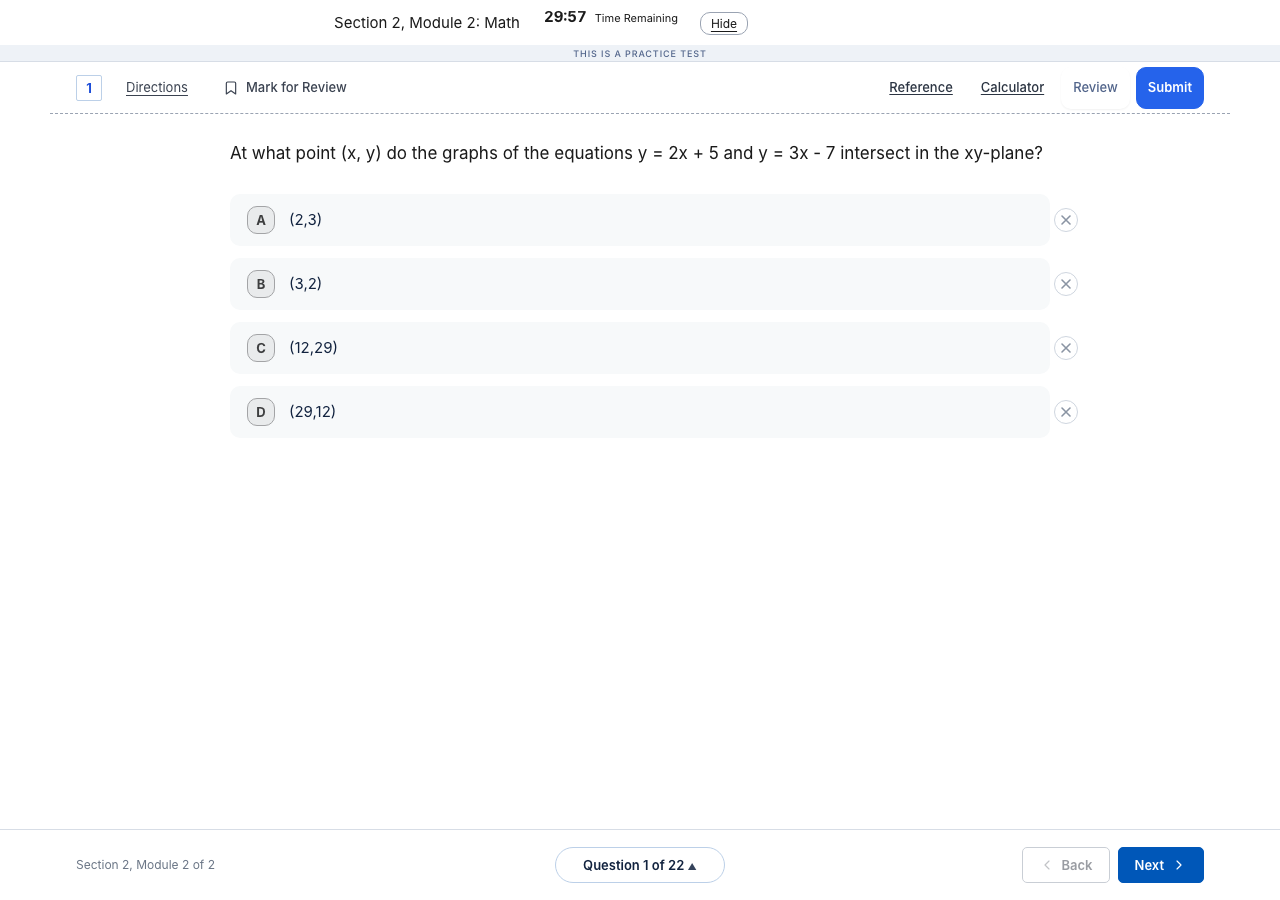 Section 2, Module 2: Math 29:57 Time Remaining Hide
THIS IS A PRACTICE TEST
1 Directions Mark for Review Reference Calculator Review Submit
At what point (x, y) do the graphs of the equations y = 2x + 5 and y = 3x - 7 intersect in the xy-plane?
A (2,3)
B (3,2)
C (12,29)
D (29,12)
Section 2, Module 2 of 2 Question 1 of 22 ▲ Back Next